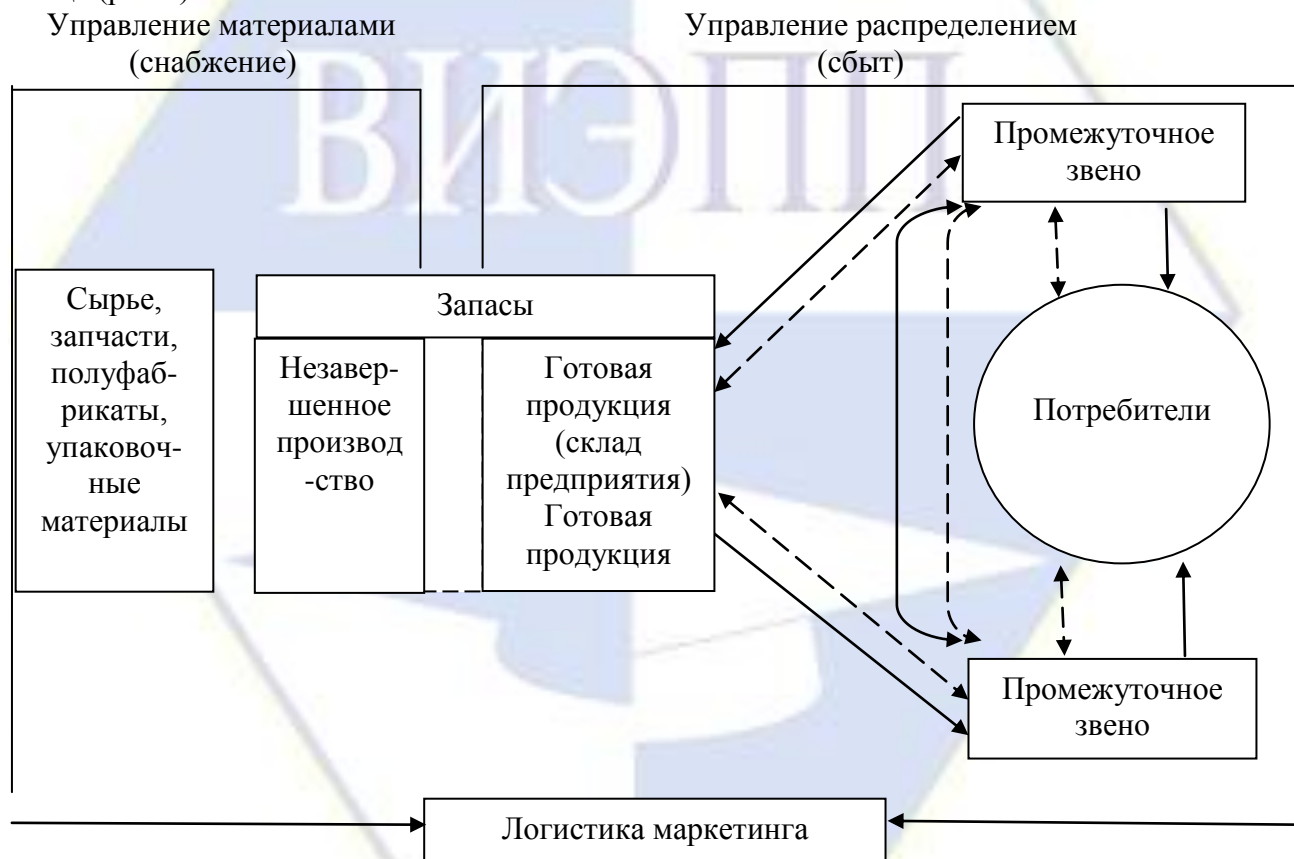 Управление материалами
(снабжение)
Управление распределением
(сбыт)
ВИЭПП
Промежуточное
звено
Сырье,
запчасти,
полуфаб-
рикаты,
упаковоч-
ные
материалы
Запасы
Незавер-
шенное
производ
-ство
Готовая
продукция
(склад
предприятия)
Готовая
продукция
Потребители
Промежуточное
звено
Логистика маркетинга